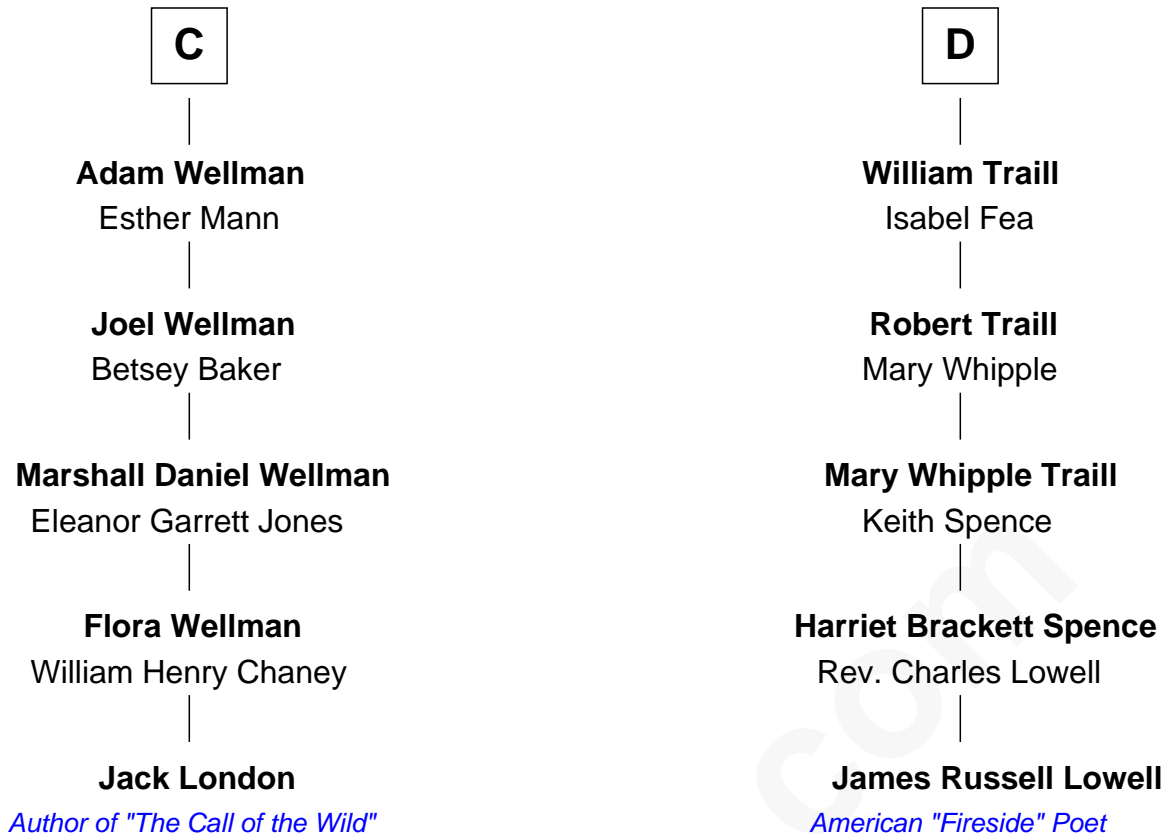 C
Adam Wellman
Esther Mann
Joel Wellman
Betsey Baker
Marshall Daniel Wellman
Eleanor Garrett Jones
Flora Wellman
William Henry Chaney
Jack London
Author of "The Call of the Wild"
D
William Traill
Isabel Fea
Robert Traill
Mary Whipple
Mary Whipple Traill
Keith Spence
Harriet Brackett Spence
Rev. Charles Lowell
James Russell Lowell
American "Fireside" Poet
com